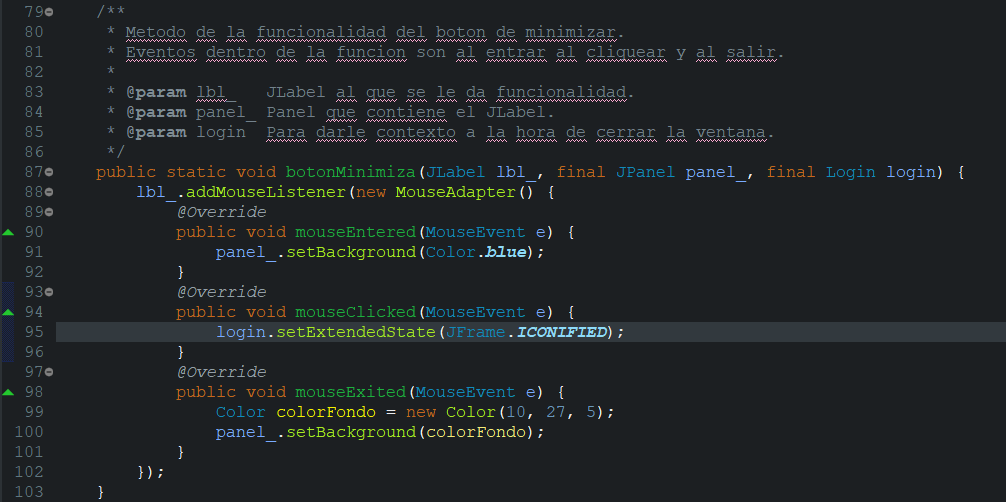 79 /**
80 * Metodo de la funcionalidad del boton de minimizar.
81 * Eventos dentro de la funcion son al entrar al cliquear y al salir.
82 *
83 * @param lbl_   JLabel al que se le da funcionalidad.
84 * @param panel_ Panel que contiene el JLabel.
85 * @param login  Para darle contexto a la hora de cerrar la ventana.
86 */
87 public static void botonMinimiza(JLabel lbl_, final JPanel panel_, final Login login) {
88     lbl_.addMouseListener(new MouseAdapter() {
89         @Override
90         public void mouseEntered(MouseEvent e) {
91             panel_.setBackground(Color.blue);
92         }
93         @Override
94         public void mouseClicked(MouseEvent e) {
95             login.setExtendedState(JFrame.ICONIFIED);
96         }
97         @Override
98         public void mouseExited(MouseEvent e) {
99             Color colorFondo = new Color(10, 27, 5);
100             panel_.setBackground(colorFondo);
101         }
102     });
103 }